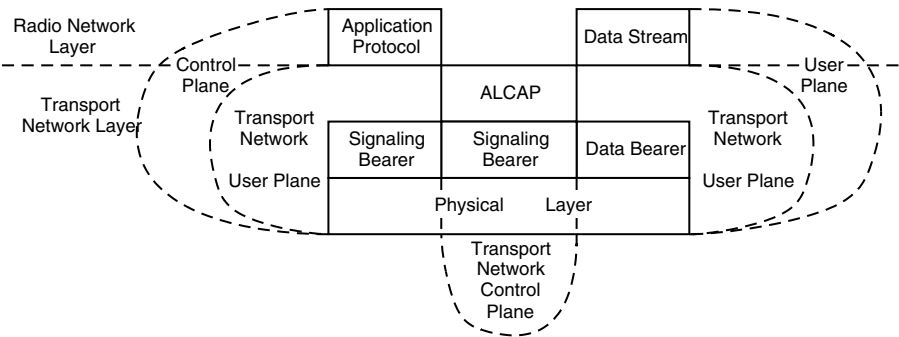 Radio Network
Layer
Application
Protocol
Data Stream
Control
Plane
User
Plane
Transport
Network Layer
ALCAP
Transport
Network
User Plane
Signaling
Bearer
Signaling
Bearer
Data Bearer
Transport
Network
User Plane
Physical Layer
Transport
Network
Control
Plane